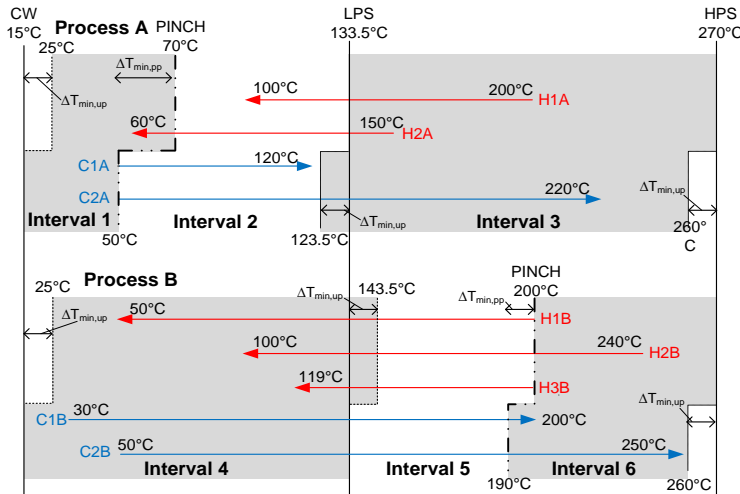 CW LPS HPS
15°C Process A PINCH 133.5°C 270°C
25°C 70°C
ΔTmin,pp
ΔTmin,up
100°C 200°C H1A
60°C 150°C H2A
C1A 120°C
C2A 220°C ΔTmin,up
Interval 1 Interval 2 ΔTmin,up Interval 3
50°C 123.5°C 260°C
Process B PINCH
25°C ΔTmin,up 143.5°C ΔTmin,pp 200°C
ΔTmin,up 50°C H1B
100°C 240°C H2B
119°C H3B
C1B 30°C 200°C ΔTmin,up
C2B 50°C 250°C
Interval 4 Interval 5 Interval 6
190°C 260°C